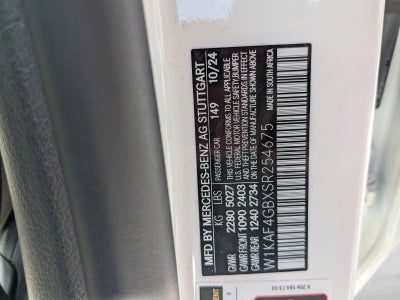 MFD BY MERCEDES-BENZ AG STUTTGART
PASSENGER CAR 149 10/24
KG LBS
GVWR 2280 5027
GAWR FRONT 1090 2403
GAWR REAR 1240 2734
THIS VEHICLE CONFORMS TO ALL APPLICABLE
U.S. FEDERAL MOTOR VEHICLE SAFETY BUMPER
AND THEFT PREVENTION STANDARDS IN EFFECT
ON THE DATE OF MANUFACTURE SHOWN ABOVE
W1KAF4GBXSR254675
MADE IN SOUTH AFRICA